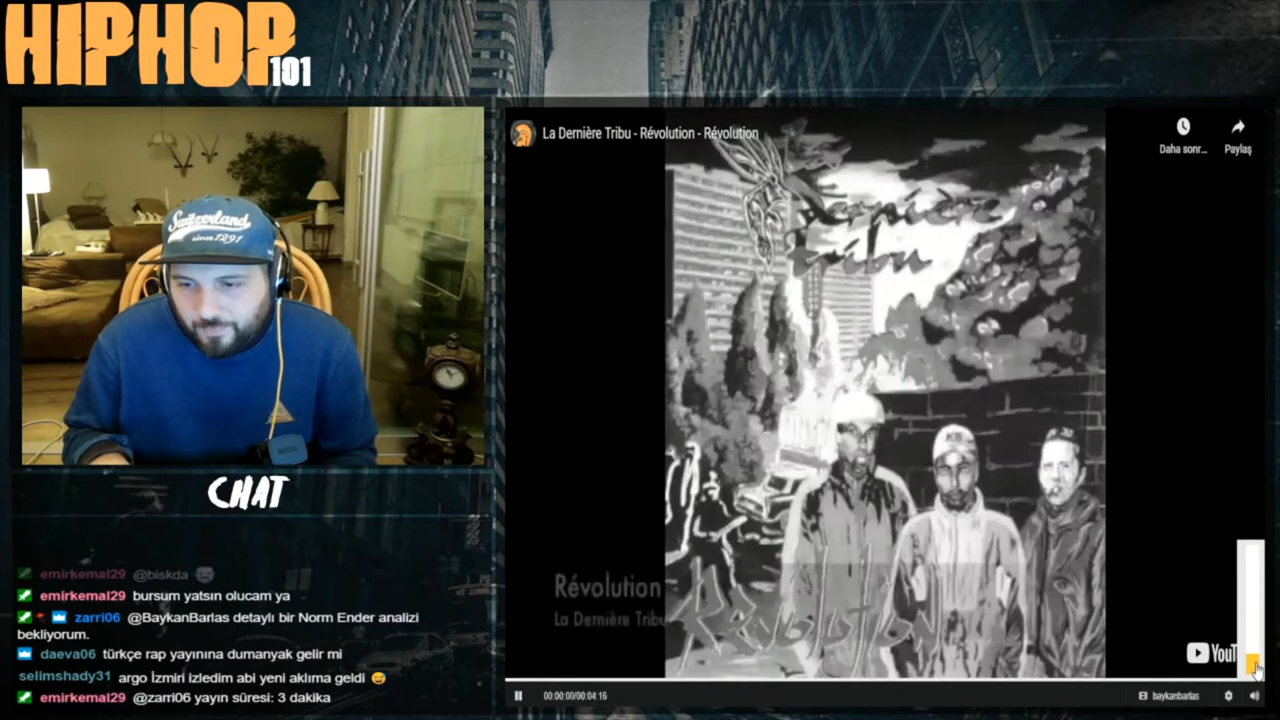 HIPHOP
101
Switzerland
since 1291
La Dernière Tribu - Révolution - Révolution
Daha sonr...
Paylaş
dernière
tribu
Révolution
La Dernière Tribu
REVOLUTION
YouT
CHAT
emirkemal29 @biskda
emirkemal29 bursum yatsın olucam ya
zarri06 @BaykanBarlas detaylı bir Norm Ender analizi
bekliyorum.
daeva06 türkçe rap yayınına dumanyak gelir mi
selimshady31 argo İzmiri izledim abi yeni aklıma geldi 😅
emirkemal29 @zarri06 yayın süresi: 3 dakika
00:00:00/00:04:16
baykanbarlas